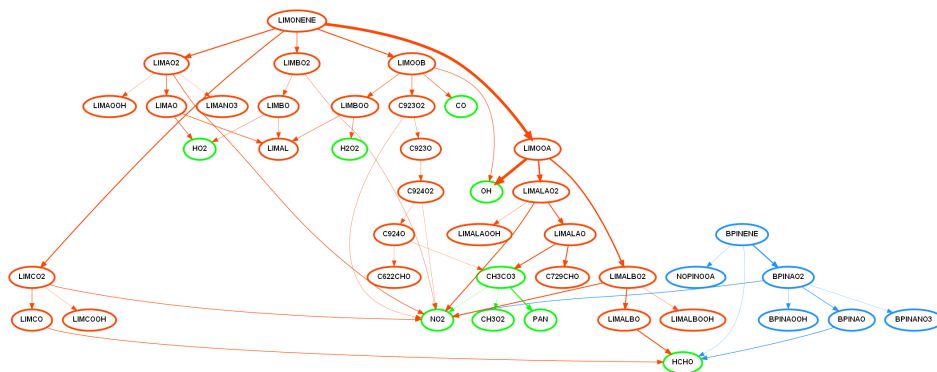 LIMONENE
LIMAO2
LIMBO2
LIMOOB
LIMAOOH
LIMAO
LIMANO3
LIMBO
LIMBOO
C923O2
CO
HO2
LIMAL
H2O2
C923O
LIMOOA
OH
C924O2
LIMALAO2
C924O
LIMALAOOH
LIMALAO
BPINENE
LIMCO2
C622CHO
CH3CO3
C729CHO
LIMALBO2
NOPINOOA
BPINAO2
LIMCO
LIMCOOH
NO2
CH3O2
PAN
LIMALBO
LIMALBOOH
BPINAOOH
BPINAO
BPINANO3
HCHO